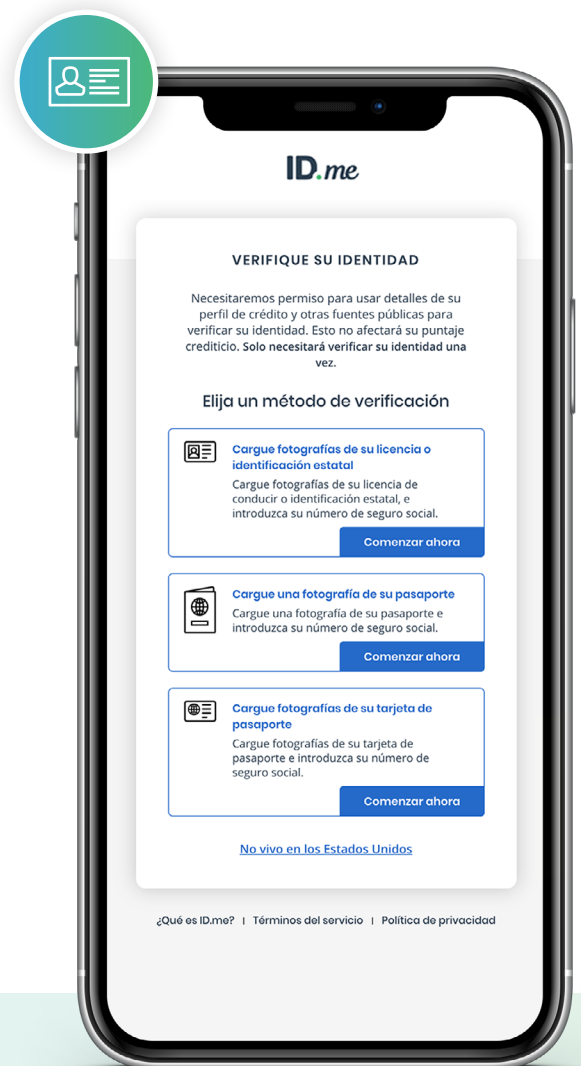 ID.me
VERIFIQUE SU IDENTIDAD
Necesitaremos permiso para usar detalles de su
perfil de crédito y otras fuentes públicas para
verificar su identidad. Esto no afectará su puntaje
crediticio. Solo necesitará verificar su identidad una
vez.
Elija un método de verificación
Cargue fotografías de su licencia o
identificación estatal
Cargue fotografías de su licencia de
conducir o identificación estatal, e
introduzca su número de seguro social.
Comenzar ahora
Cargue una fotografía de su pasaporte
Cargue una fotografía de su pasaporte e
introduzca su número de seguro social.
Comenzar ahora
Cargue fotografías de su tarjeta de
pasaporte
Cargue fotografías de su tarjeta de
pasaporte e introduzca su número de
seguro social.
Comenzar ahora
No vivo en los Estados Unidos
¿Qué es ID.me? | Términos del servicio | Política de privacidad